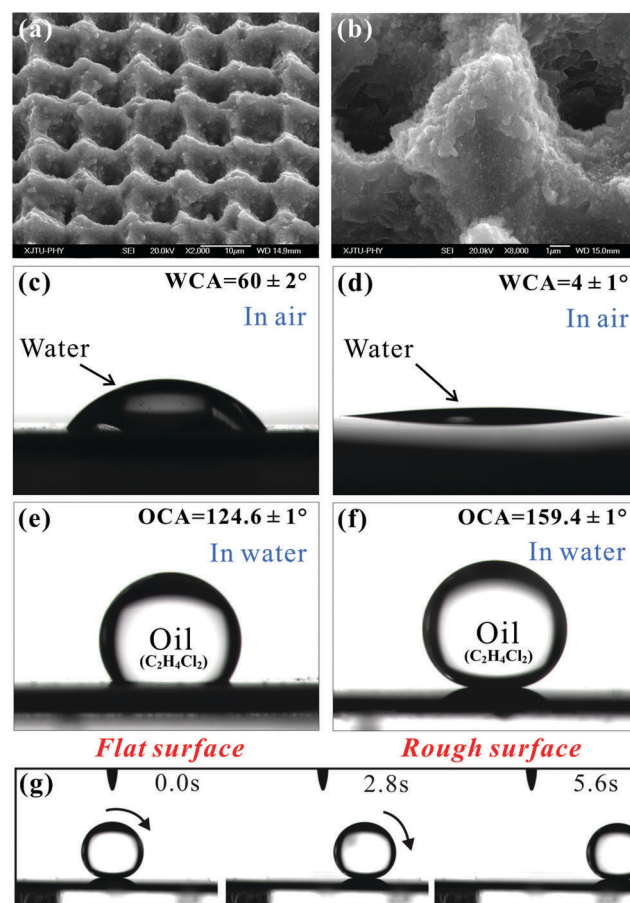 (a)
(b)
XJTU-PHY SEI 20.0kV X2,000 10μm WD 14.9mm
XJTU-PHY SEI 20.0kV X8,000 1μm WD 15.0mm
(c) WCA=60 ± 2°
In air
Water
(d) WCA=4 ± 1°
In air
Water
(e) OCA=124.6 ± 1°
In water
Oil
(C₂H₄Cl₂)
(f) OCA=159.4 ± 1°
In water
Oil
(C₂H₄Cl₂)
Flat surface
Rough surface
(g) 0.0s 2.8s 5.6s